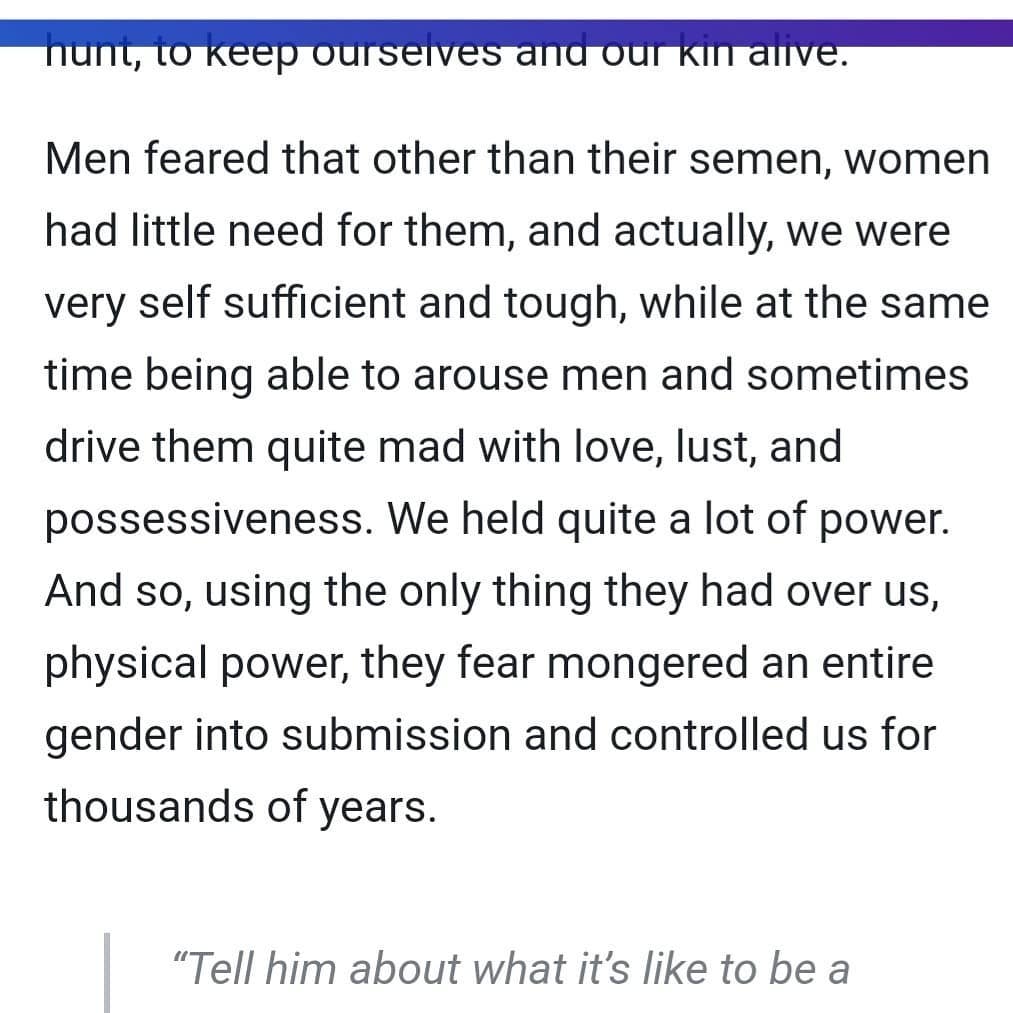 hunt, to keep ourselves and our kin alive.
Men feared that other than their semen, women
had little need for them, and actually, we were
very self sufficient and tough, while at the same
time being able to arouse men and sometimes
drive them quite mad with love, lust, and
possessiveness. We held quite a lot of power.
And so, using the only thing they had over us,
physical power, they fear mongered an entire
gender into submission and controlled us for
thousands of years.
“Tell him about what it’s like to be a